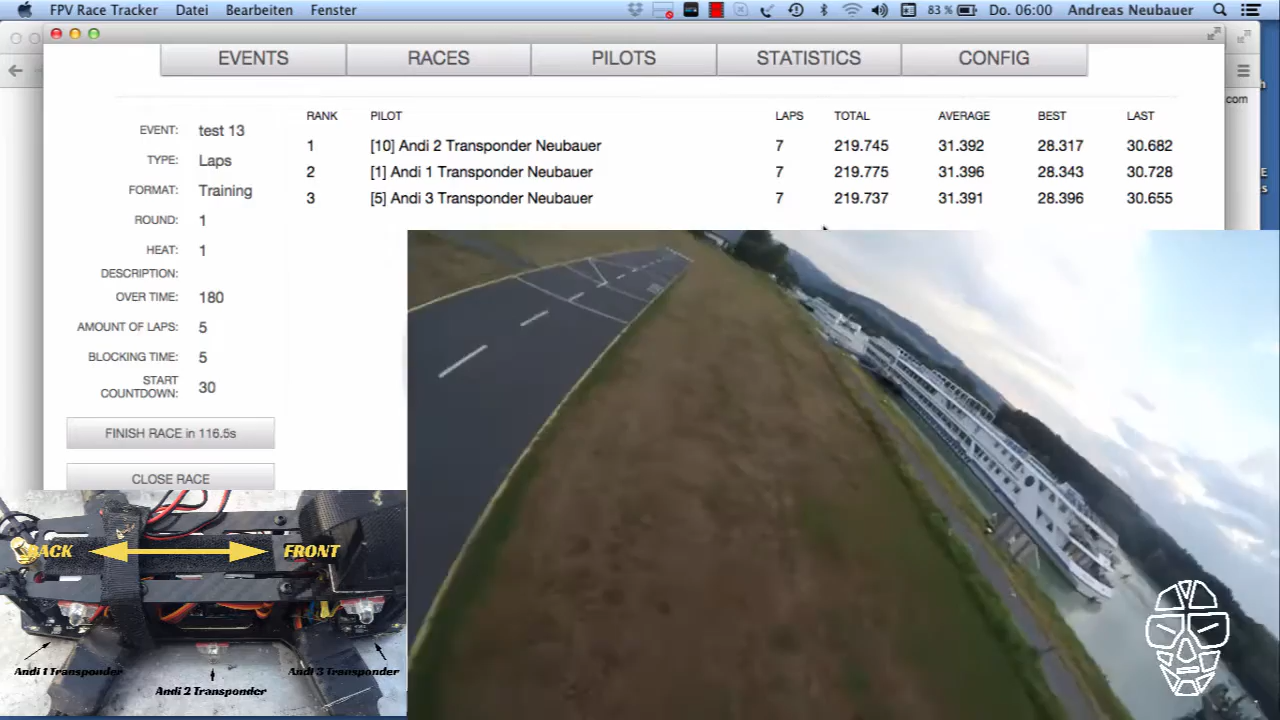 FPV Race Tracker Datei Bearbeiten Fenster 83 % Do. 06:00 Andreas Neubauer
EVENTS RACES PILOTS STATISTICS CONFIG
com
RANK PILOT LAPS TOTAL AVERAGE BEST LAST
1 [10] Andi 2 Transponder Neubauer 7 219.745 31.392 28.317 30.682
2 [1] Andi 1 Transponder Neubauer 7 219.775 31.396 28.343 30.728
3 [5] Andi 3 Transponder Neubauer 7 219.737 31.391 28.396 30.655
EVENT: test 13
TYPE: Laps
FORMAT: Training
ROUND: 1
HEAT: 1
DESCRIPTION:
OVER TIME: 180
AMOUNT OF LAPS: 5
BLOCKING TIME: 5
START
COUNTDOWN: 30
FINISH RACE in 116.5s
CLOSE RACE
BACK FRONT
Andi 1 Transponder
Andi 2 Transponder
Andi 3 Transponder